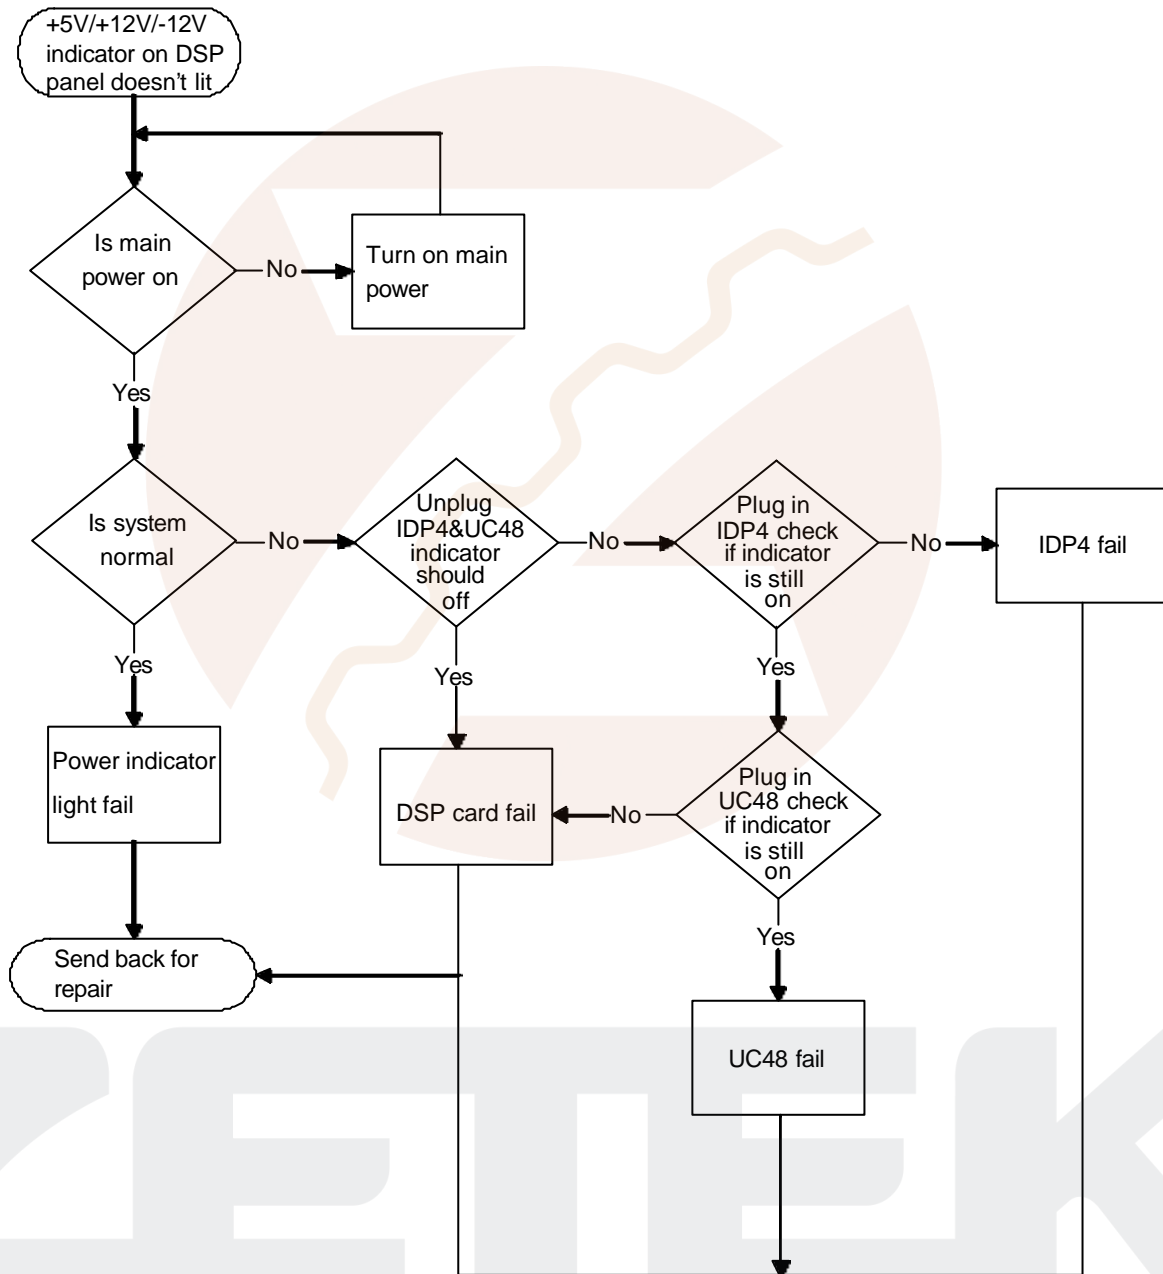 +5V/+12V/-12V
indicator on DSP
panel doesn't lit
Is main
power on
No
Turn on main
power
Yes
Is system
normal
No
Unplug
IDP4&UC48
indicator
should
off
No
Plug in
IDP4 check
if indicator
is still
on
No
IDP4 fail
Yes
Yes
Yes
Power indicator
light fail
DSP card fail
No
Plug in
UC48 check
if indicator
is still
on
Yes
Send back for
repair
UC48 fail